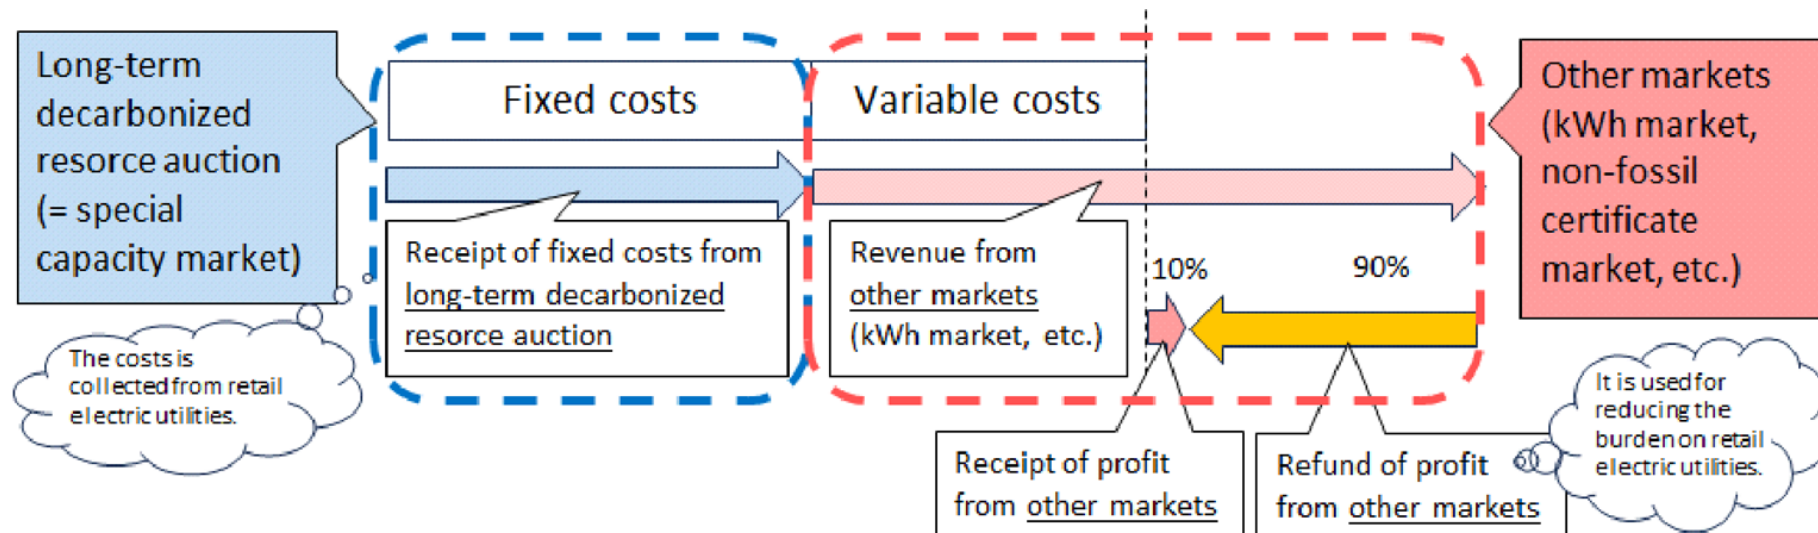 Long-term
decarbonized
resorce auction
(= special
capacity market)
The costs is
collected from retail
electric utilities.
Fixed costs
Variable costs
Receipt of fixed costs from
long-term decarbonized
resorce auction
Revenue from
other markets
(kWh market, etc.)
10%
90%
Receipt of profit
from other markets
Refund of profit
from other markets
Other markets
(kWh market,
non-fossil
certificate
market, etc.)
It is used for
reducing the
burden on retail
electric utilities.